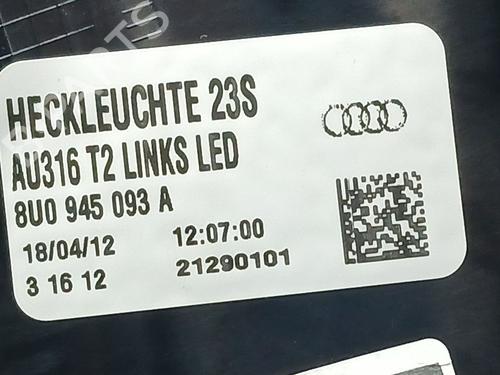 HECKLEUCHTE 23S
AU316 T2 LINKS LED
8U0 945 093 A
18/04/12 12:07:00
3 16 12 21290101